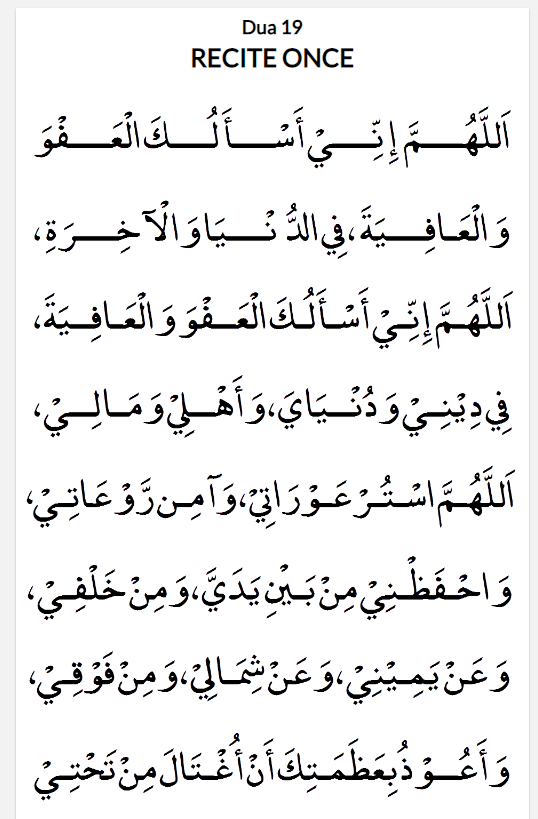 Dua 19
RECITE ONCE
اَللَّهُمَّ إِنِّيْ أَسْأَلُكَ الْعَفْوَ
وَالْعَافِيَةَ، فِي الدُّنْيَا وَالْآخِرَةِ،
اَللَّهُمَّ إِنِّيْ أَسْأَلُكَ الْعَفْوَ وَالْعَافِيَةَ،
فِي دِيْنِيْ وَدُنْيَايَ، وَأَهْلِيْ وَمَالِيْ،
اَللَّهُمَّ اسْتُرْ عَوْرَاتِيْ، وَآمِن رَّوْعَاتِيْ،
وَاحْفَظْنِيْ مِنْ بَيْنِ يَدَيَّ، وَمِنْ خَلْفِيْ،
وَعَنْ يَمِيْنِيْ، وَعَنْ شِمَالِيْ، وَمِنْ فَوْقِيْ،
وَأَعُوْذُ بِعَظَمَتِكَ أَنْ أُغْتَالَ مِنْ تَحْتِيْ